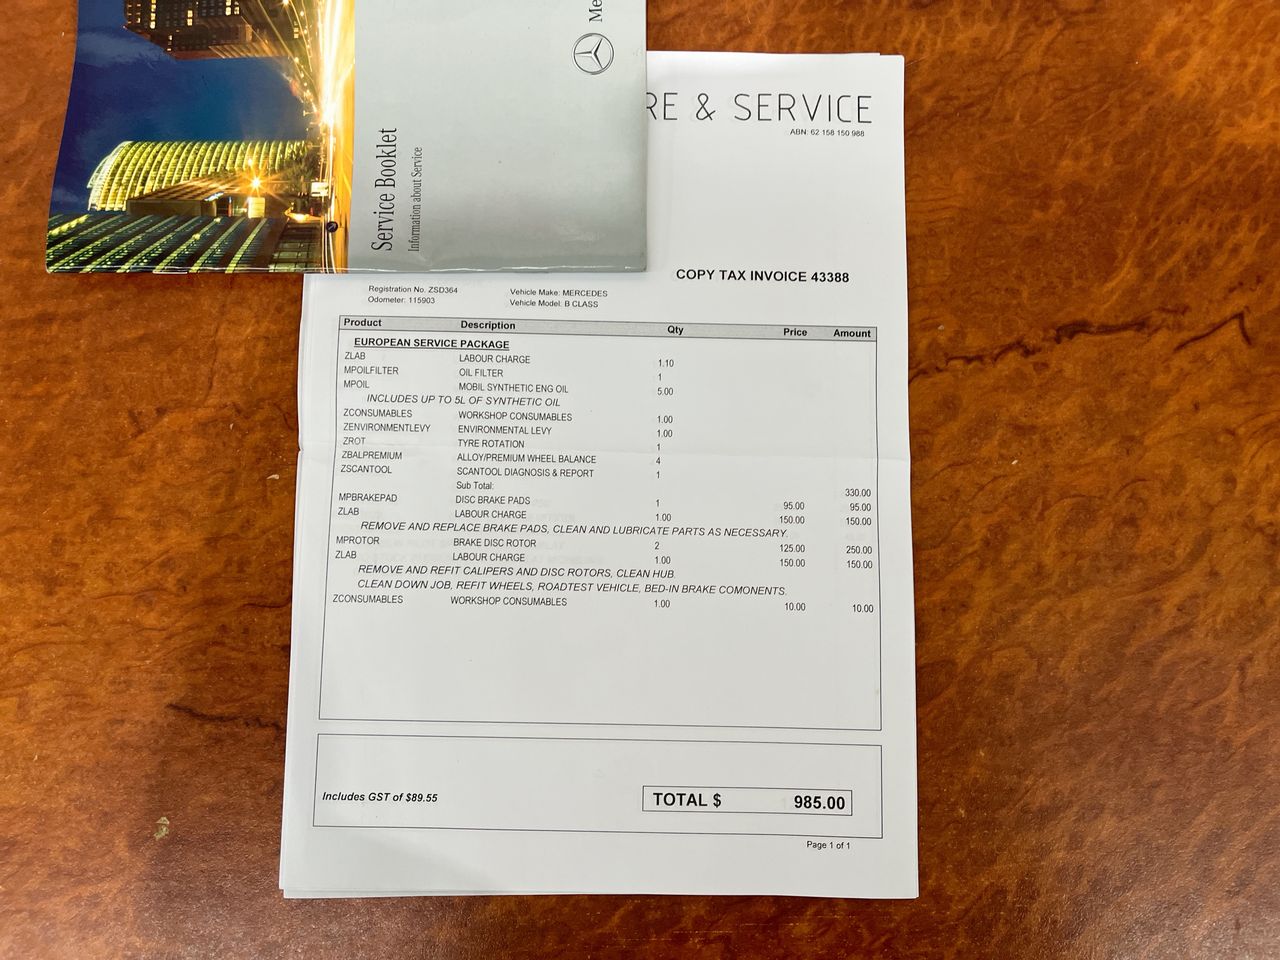 Me
Service Booklet
Information about Service
RE & SERVICE
ABN: 62 158 150 988
COPY TAX INVOICE 43388
Registration No. ZSD364 Vehicle Make: MERCEDES
Odometer: 115903 Vehicle Model: B CLASS
Product Description Qty Price Amount
EUROPEAN SERVICE PACKAGE
ZLAB LABOUR CHARGE 1.10
MPOILFILTER OIL FILTER 1
MPOIL MOBIL SYNTHETIC ENG OIL 5.00
INCLUDES UP TO 5L OF SYNTHETIC OIL
ZCONSUMABLES WORKSHOP CONSUMABLES 1.00
ZENVIRONMENTLEVY ENVIRONMENTAL LEVY 1.00
ZROT TYRE ROTATION 1
ZBALPREMIUM ALLOY/PREMIUM WHEEL BALANCE 4
ZSCANTOOL SCANTOOL DIAGNOSIS & REPORT 1
Sub Total: 330.00
MPBRAKEPAD DISC BRAKE PADS 1 95.00 95.00
ZLAB LABOUR CHARGE 1.00 150.00 150.00
REMOVE AND REPLACE BRAKE PADS, CLEAN AND LUBRICATE PARTS AS NECESSARY.
MPROTOR BRAKE DISC ROTOR 2 125.00 250.00
ZLAB LABOUR CHARGE 1.00 150.00 150.00
REMOVE AND REFIT CALIPERS AND DISC ROTORS, CLEAN HUB.
CLEAN DOWN JOB, REFIT WHEELS, ROADTEST VEHICLE, BED-IN BRAKE COMONENTS.
ZCONSUMABLES WORKSHOP CONSUMABLES 1.00 10.00 10.00
Includes GST of $89.55
TOTAL $ 985.00
Page 1 of 1